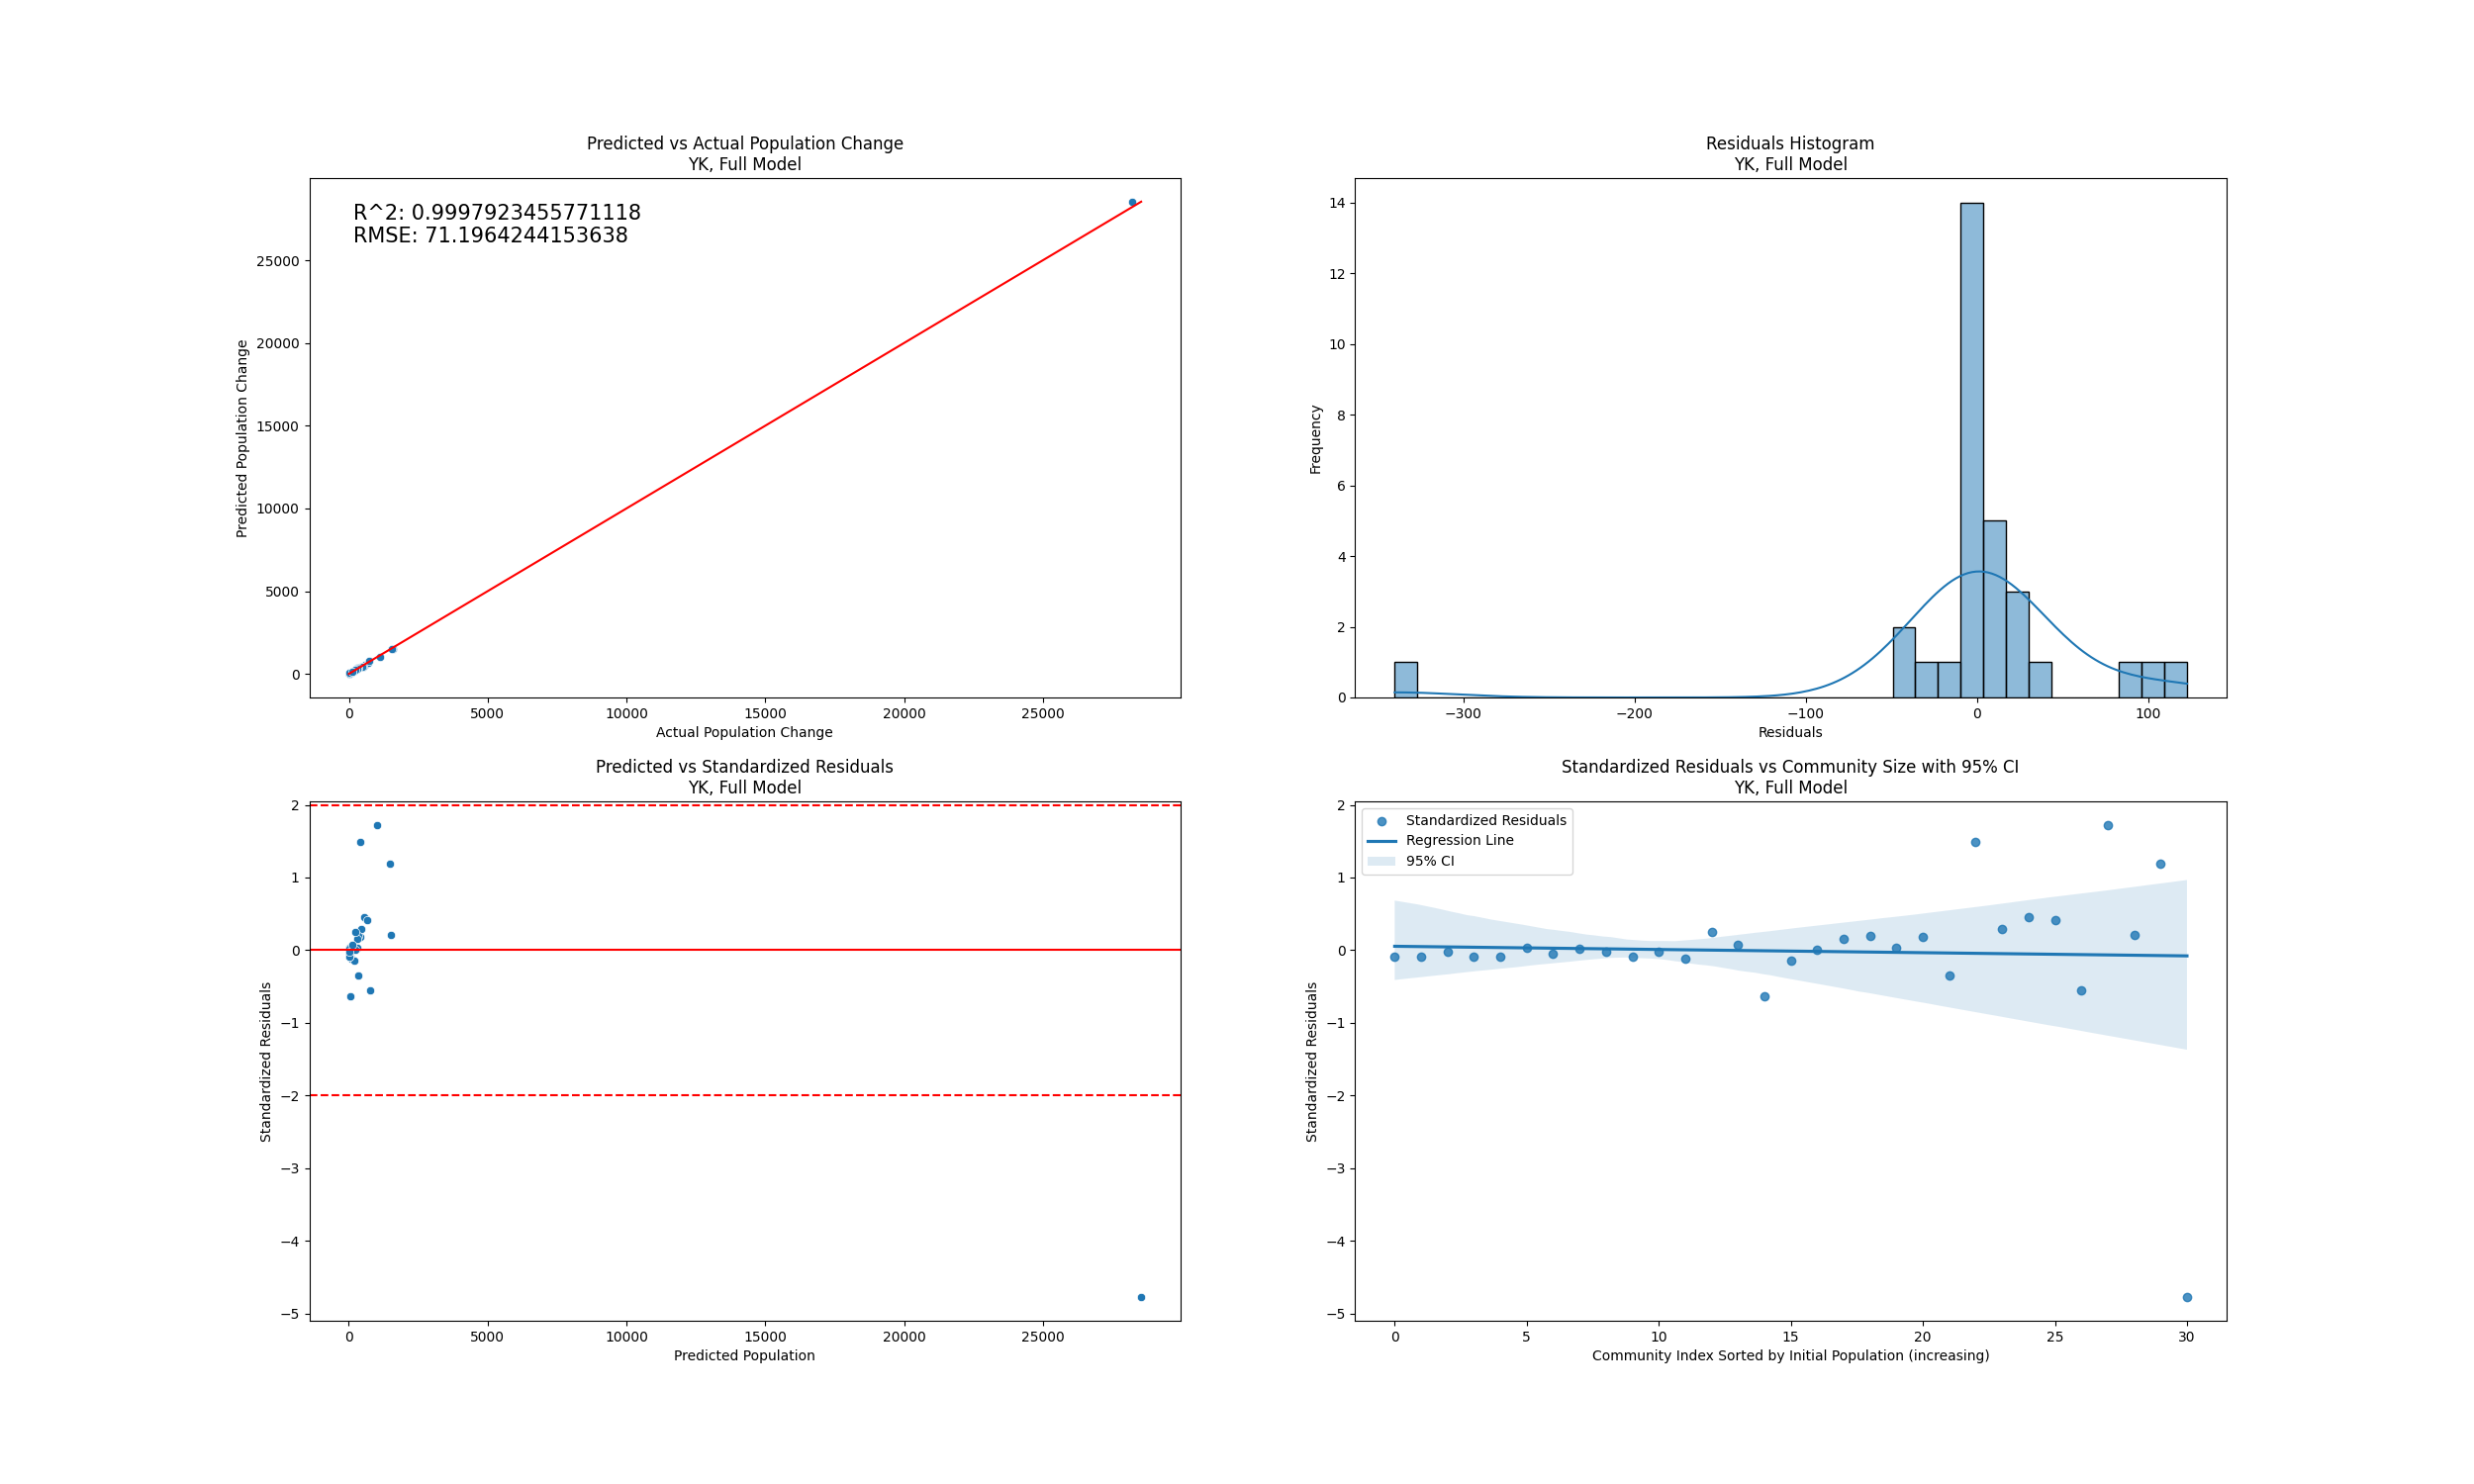 Predicted vs Actual Population Change
YK, Full Model
R^2: 0.9997923455771118
RMSE: 71.1964244153638
25000
20000
15000
10000
5000
0
Predicted Population Change
0
5000
10000
15000
20000
25000
Actual Population Change
Residuals Histogram
YK, Full Model
14
12
10
8
6
4
2
0
Frequency
−300
−200
−100
0
100
Residuals
Predicted vs Standardized Residuals
YK, Full Model
2
1
0
−1
−2
−3
−4
−5
Standardized Residuals
0
5000
10000
15000
20000
25000
Predicted Population
Standardized Residuals vs Community Size with 95% CI
YK, Full Model
Standardized Residuals
Regression Line
95% CI
2
1
0
−1
−2
−3
−4
−5
Standardized Residuals
0
5
10
15
20
25
30
Community Index Sorted by Initial Population (increasing)